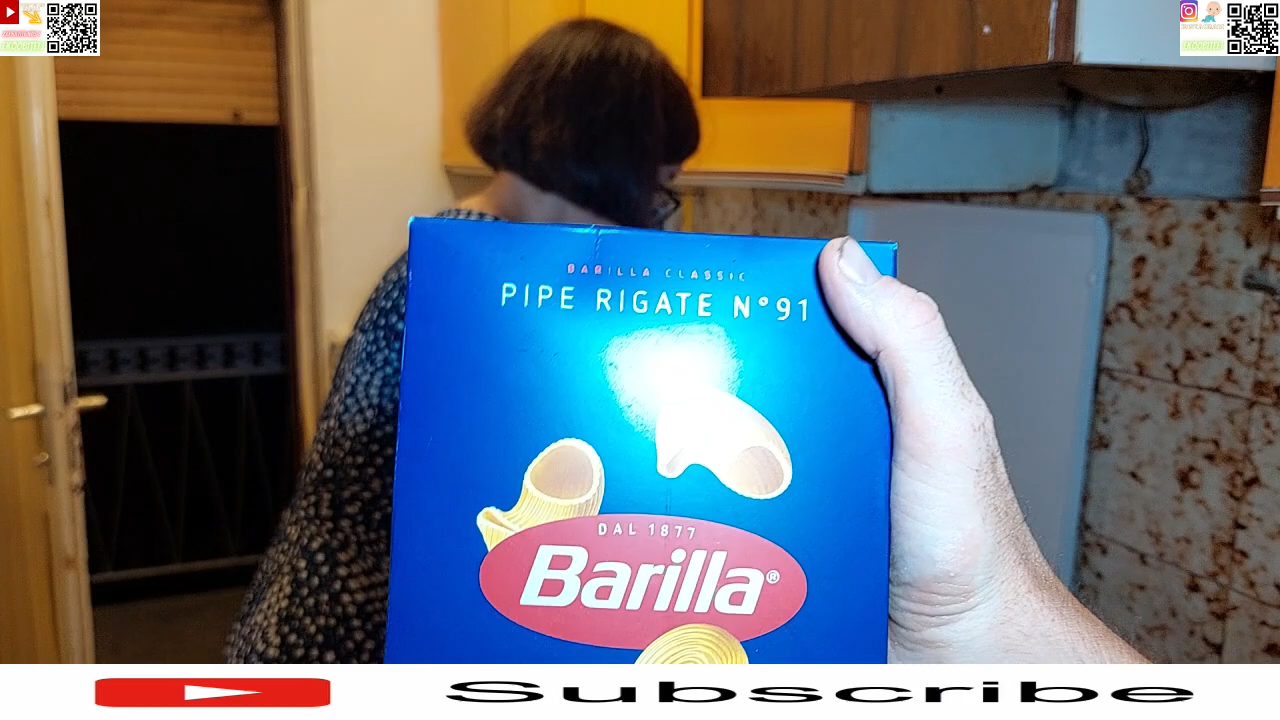 BARILLA CLASSIC
PIPE RIGATE N°91
DAL 1877
Barilla®
Subscribe